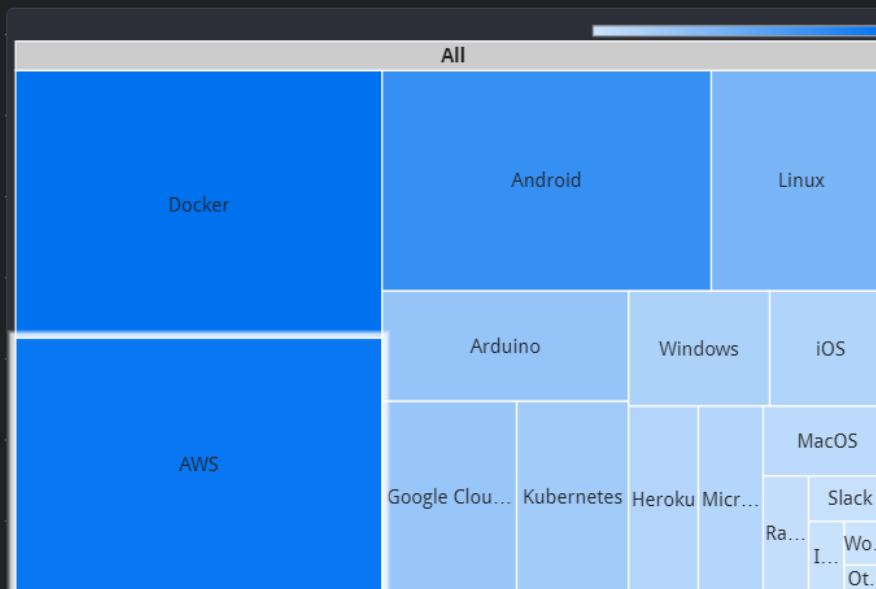 All
Docker
Android
Linux
Arduino
Windows
iOS
AWS
Google Clou...
Kubernetes
Heroku
Micr...
MacOS
Slack
Ra...
I...
Wo.
Ot.